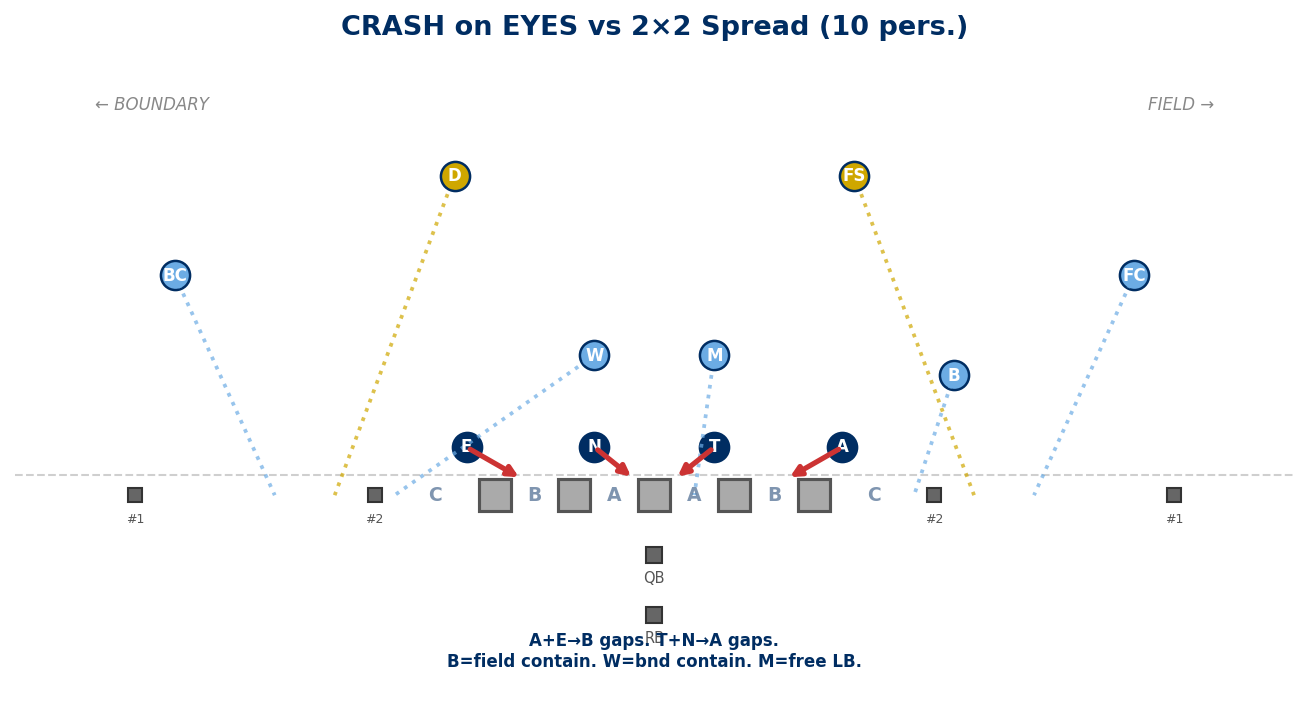 CRASH on EYES vs 2×2 Spread (10 pers.)
← BOUNDARY
FIELD →
D
FS
BC
FC
W
M
B
E
N
T
A
C
B
A
A
B
C
#1
#2
#2
#1
QB
RB
A+E→B gaps. T+N→A gaps.
B=field contain. W=bnd contain. M=free LB.